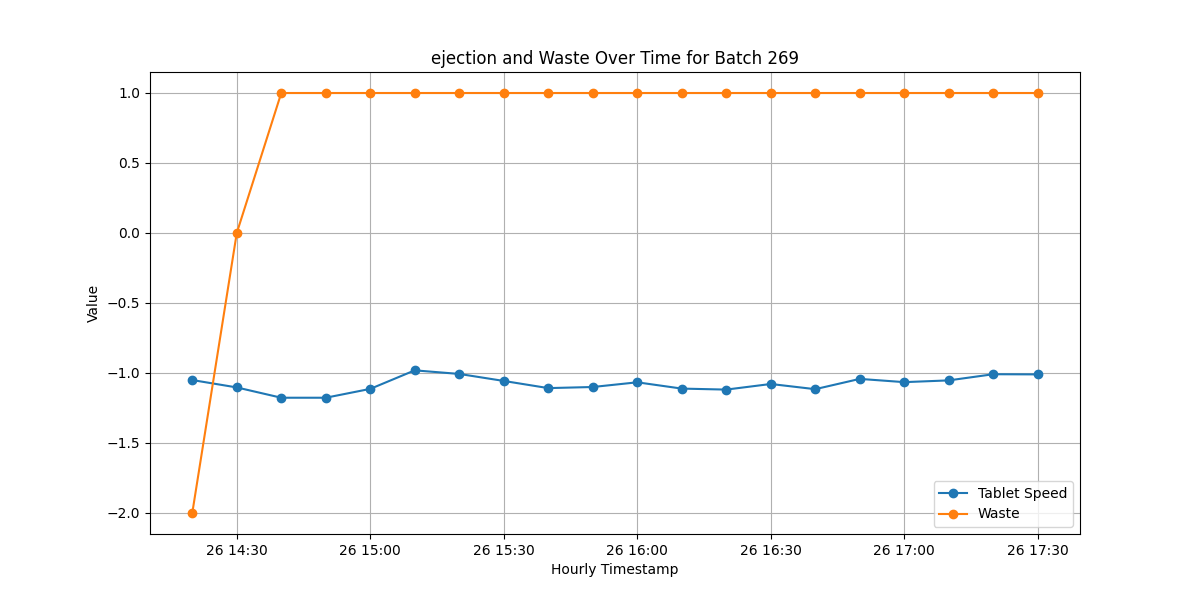 ejection and Waste Over Time for Batch 269
1.0
0.5
0.0
−0.5
−1.0
−1.5
−2.0
Value
Tablet Speed
Waste
26 14:30 26 15:00 26 15:30 26 16:00 26 16:30 26 17:00 26 17:30
Hourly Timestamp